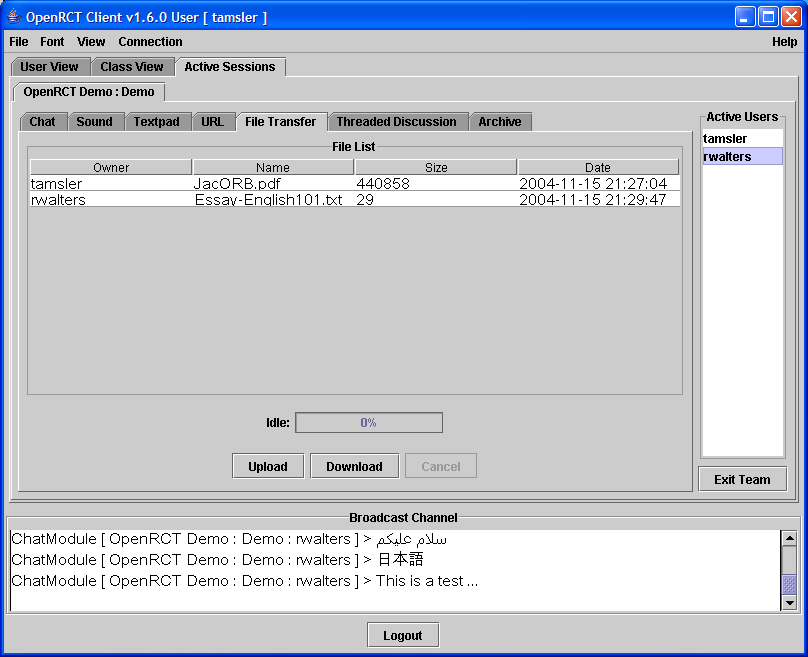 OpenRCT Client v1.6.0 User [ tamsler ]
File Font View Connection Help
User View Class View Active Sessions
OpenRCT Demo : Demo
Chat Sound Textpad URL File Transfer Threaded Discussion Archive
File List
Owner Name Size Date
tamsler JacORB.pdf 440858 2004-11-15 21:27:04
rwalters Essay-English101.txt 29 2004-11-15 21:29:47
Idle: 0%
Upload Download Cancel
Active Users
tamsler
rwalters
Exit Team
Broadcast Channel
ChatModule [ OpenRCT Demo : Demo : rwalters ] > سلام علیکم
ChatModule [ OpenRCT Demo : Demo : rwalters ] > 日本語
ChatModule [ OpenRCT Demo : Demo : rwalters ] > This is a test ...
Logout